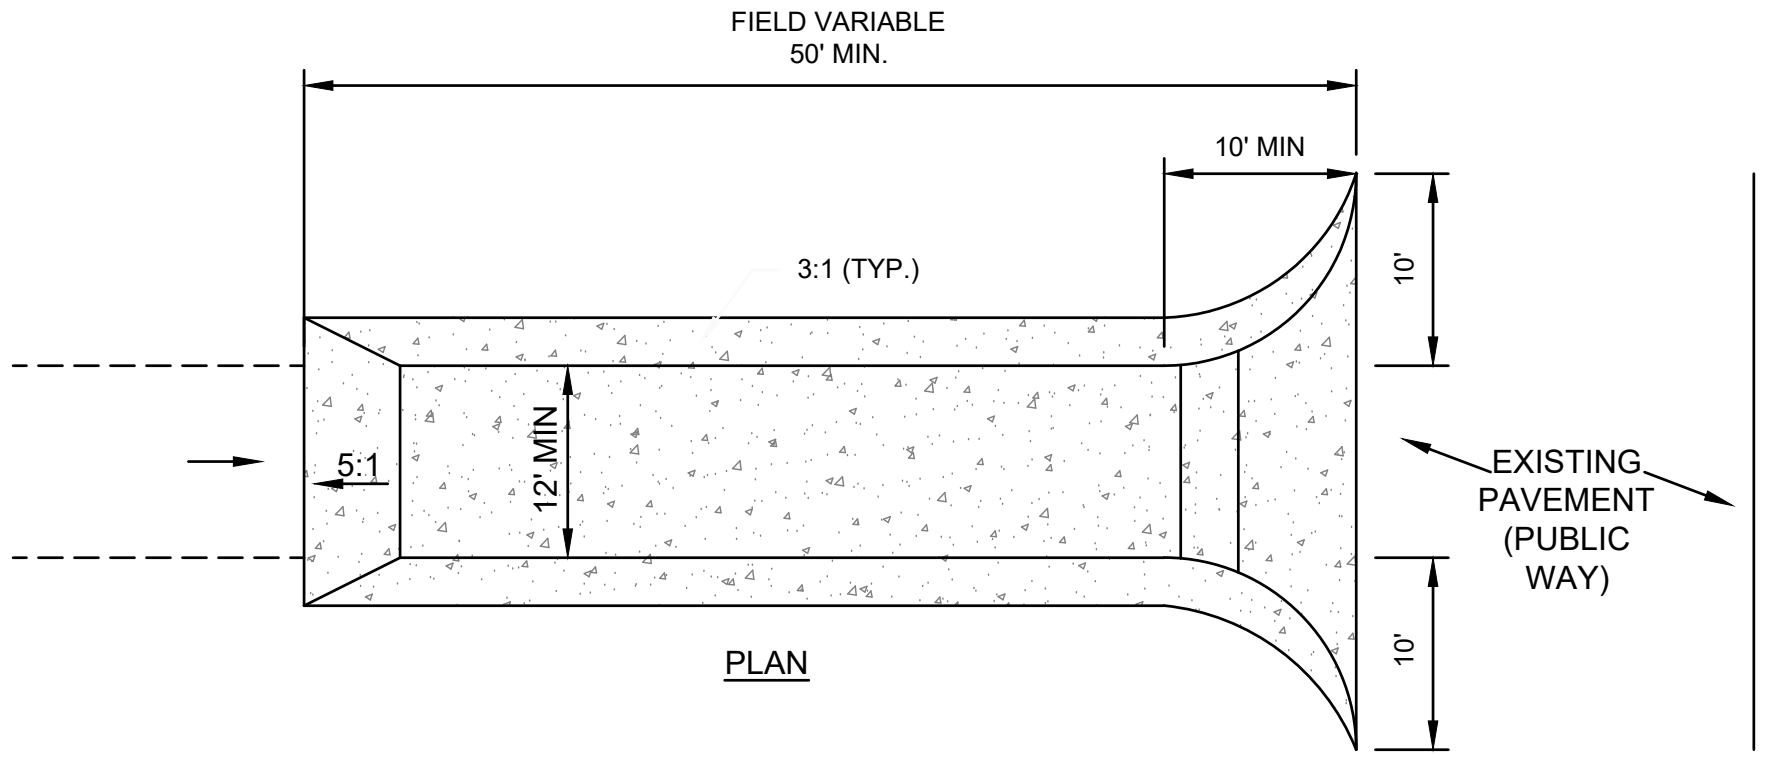 FIELD VARIABLE
50' MIN.
10' MIN
3:1 (TYP.)
10'
12' MIN
5:1
EXISTING
PAVEMENT
(PUBLIC
WAY)
10'
PLAN